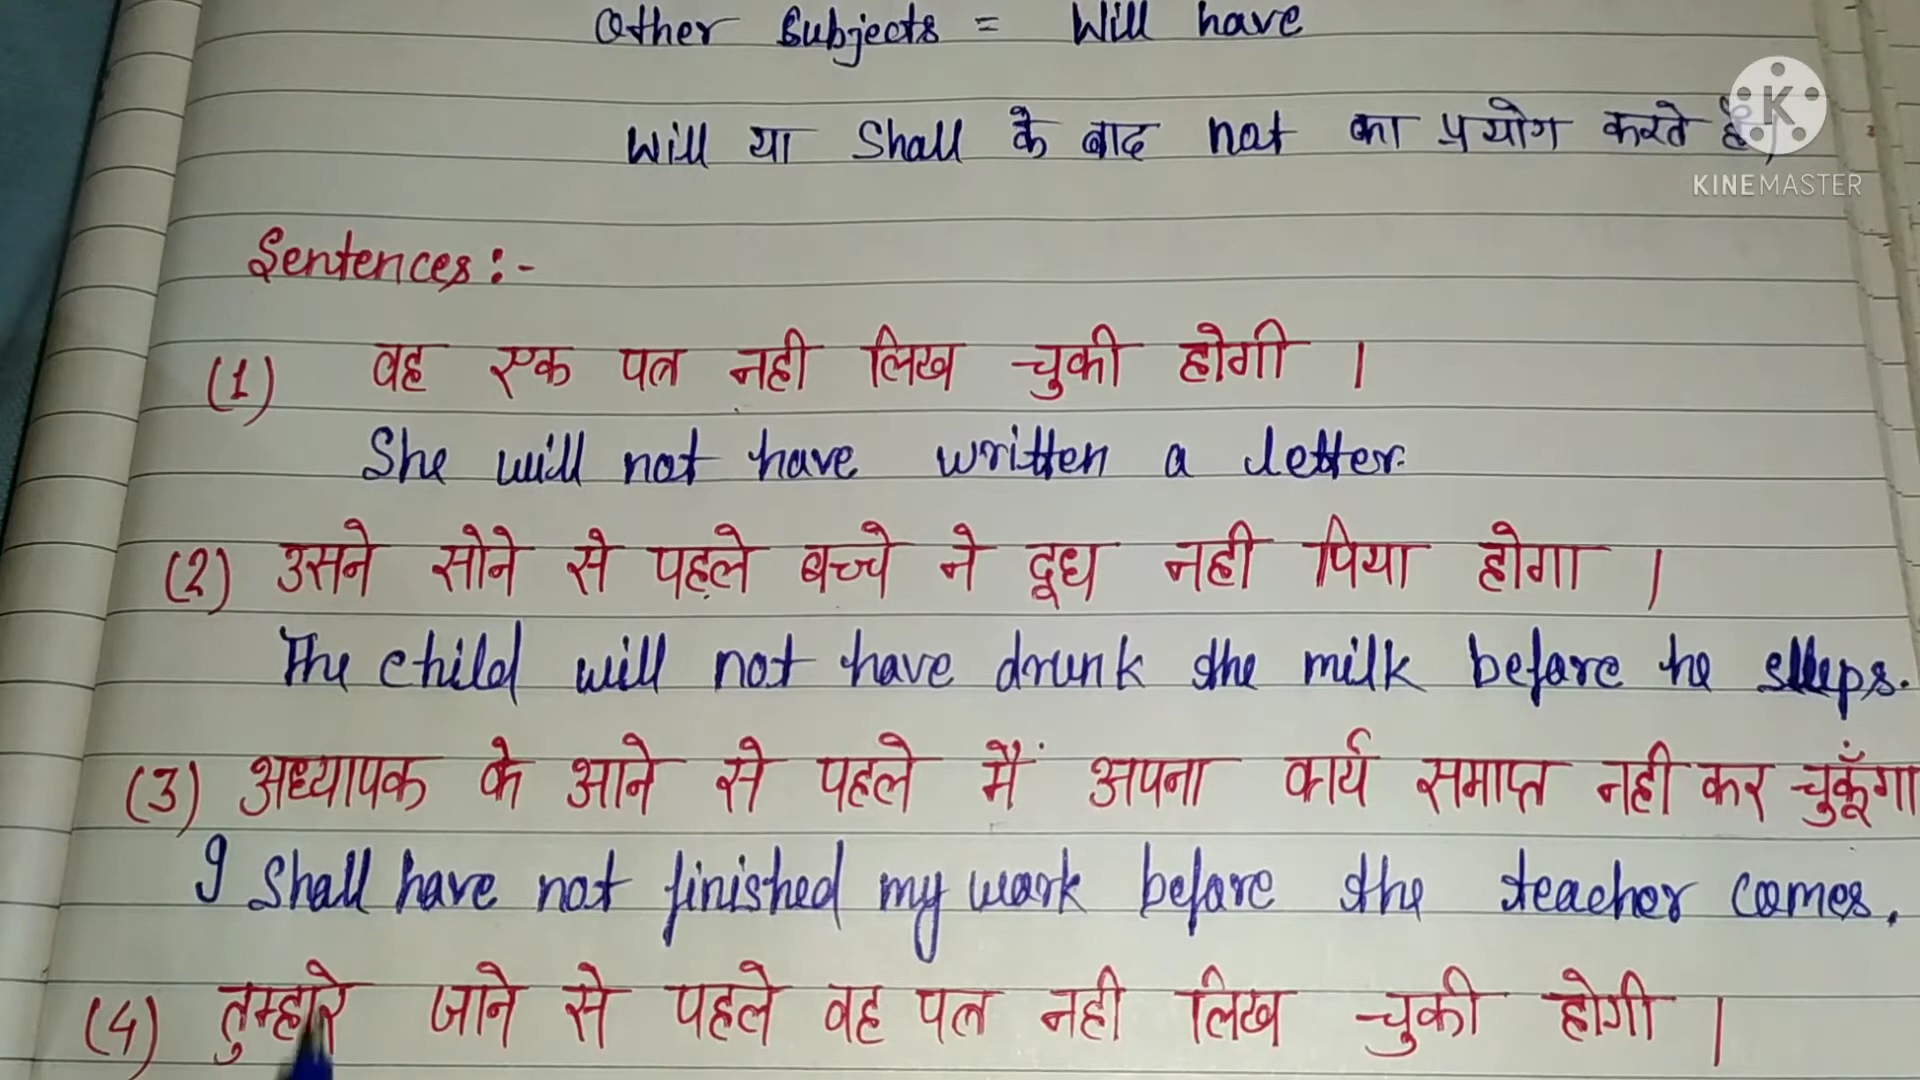 Other Subjects = Will have
Will या Shall के बाद not का प्रयोग करते है,
KINEMASTER
Sentences:-
(1) वह एक पत्र नही लिख चुकी होगी ।
She will not have written a letter.
(2) उसने सोने से पहले बच्चे ने दूध नही पिया होगा ।
The child will not have drunk the milk before he sleeps.
(3) अध्यापक के आने से पहले मैं अपना कार्य समाप्त नही कर चुकूँगा
I shall have not finished my work before the teacher comes.
(4) तुम्हारे जाने से पहले वह पत्र नही लिख चुकी होगी ।